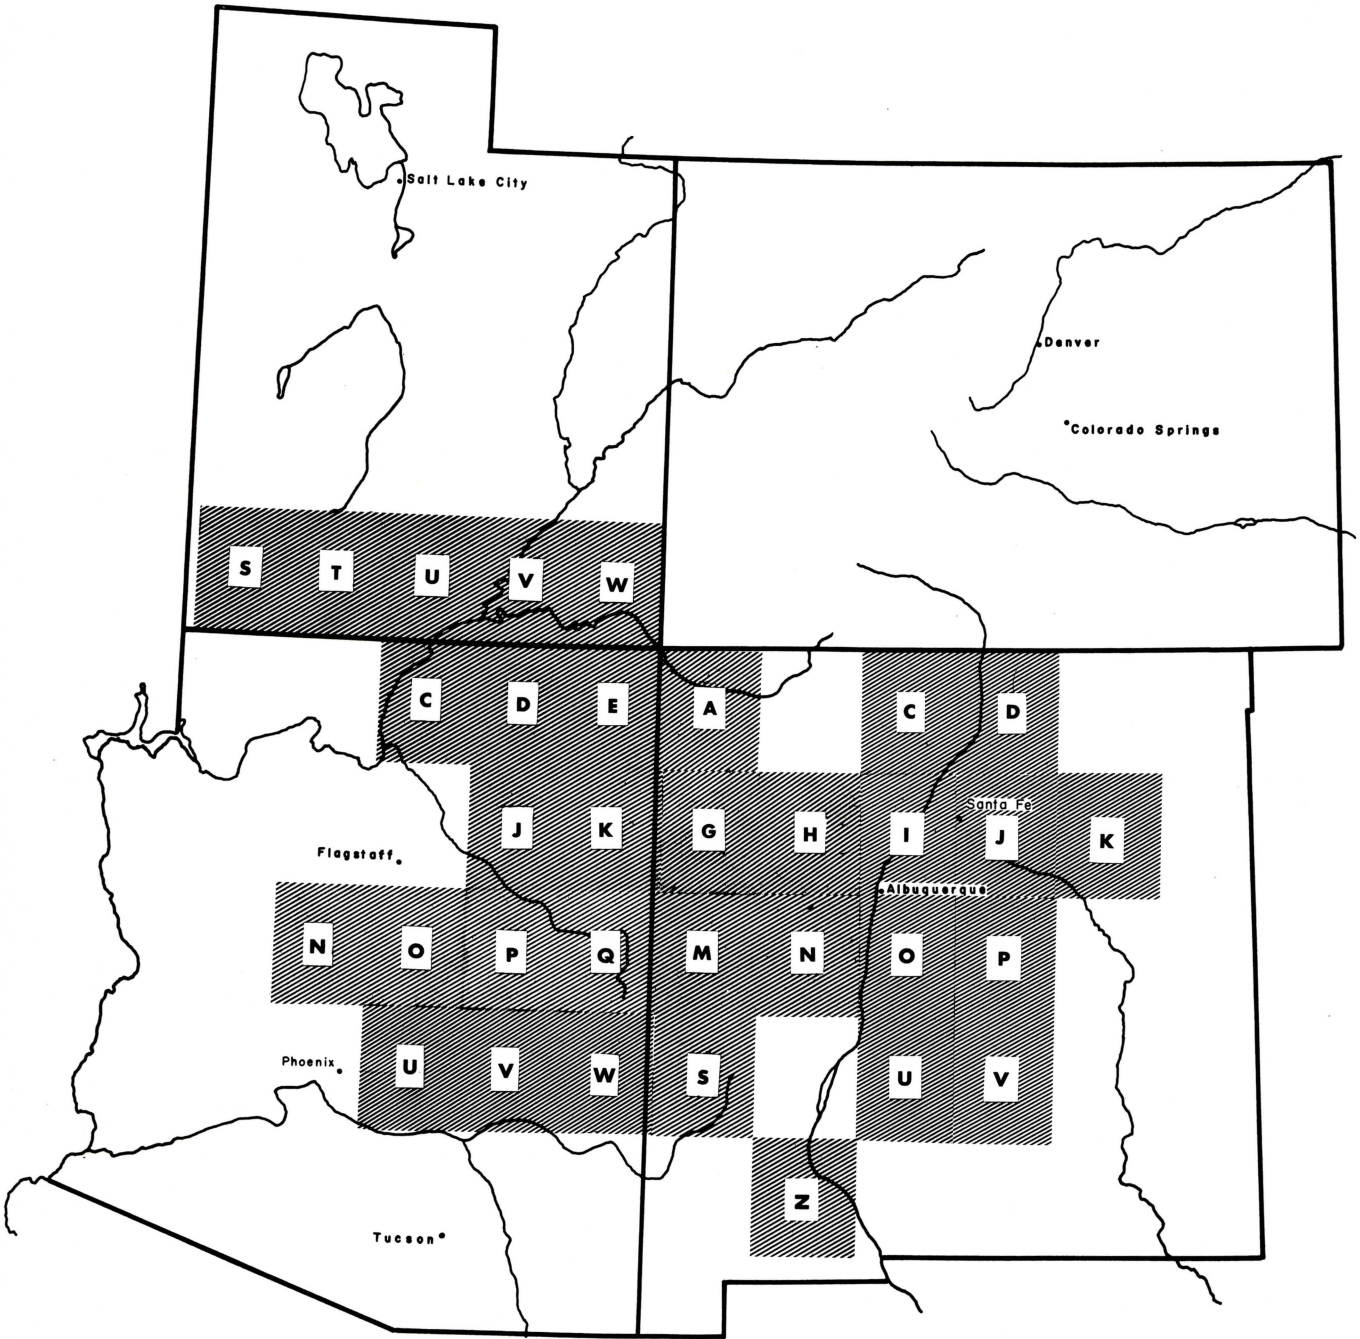 Salt Lake City
Denver
Colorado Springs
S T U V W
C D E A C D
Santa Fe
J K G H I J K
Flagstaff
Albuquerque
N O P Q M N O P
Phoenix
U V W S U V
Z
Tucson